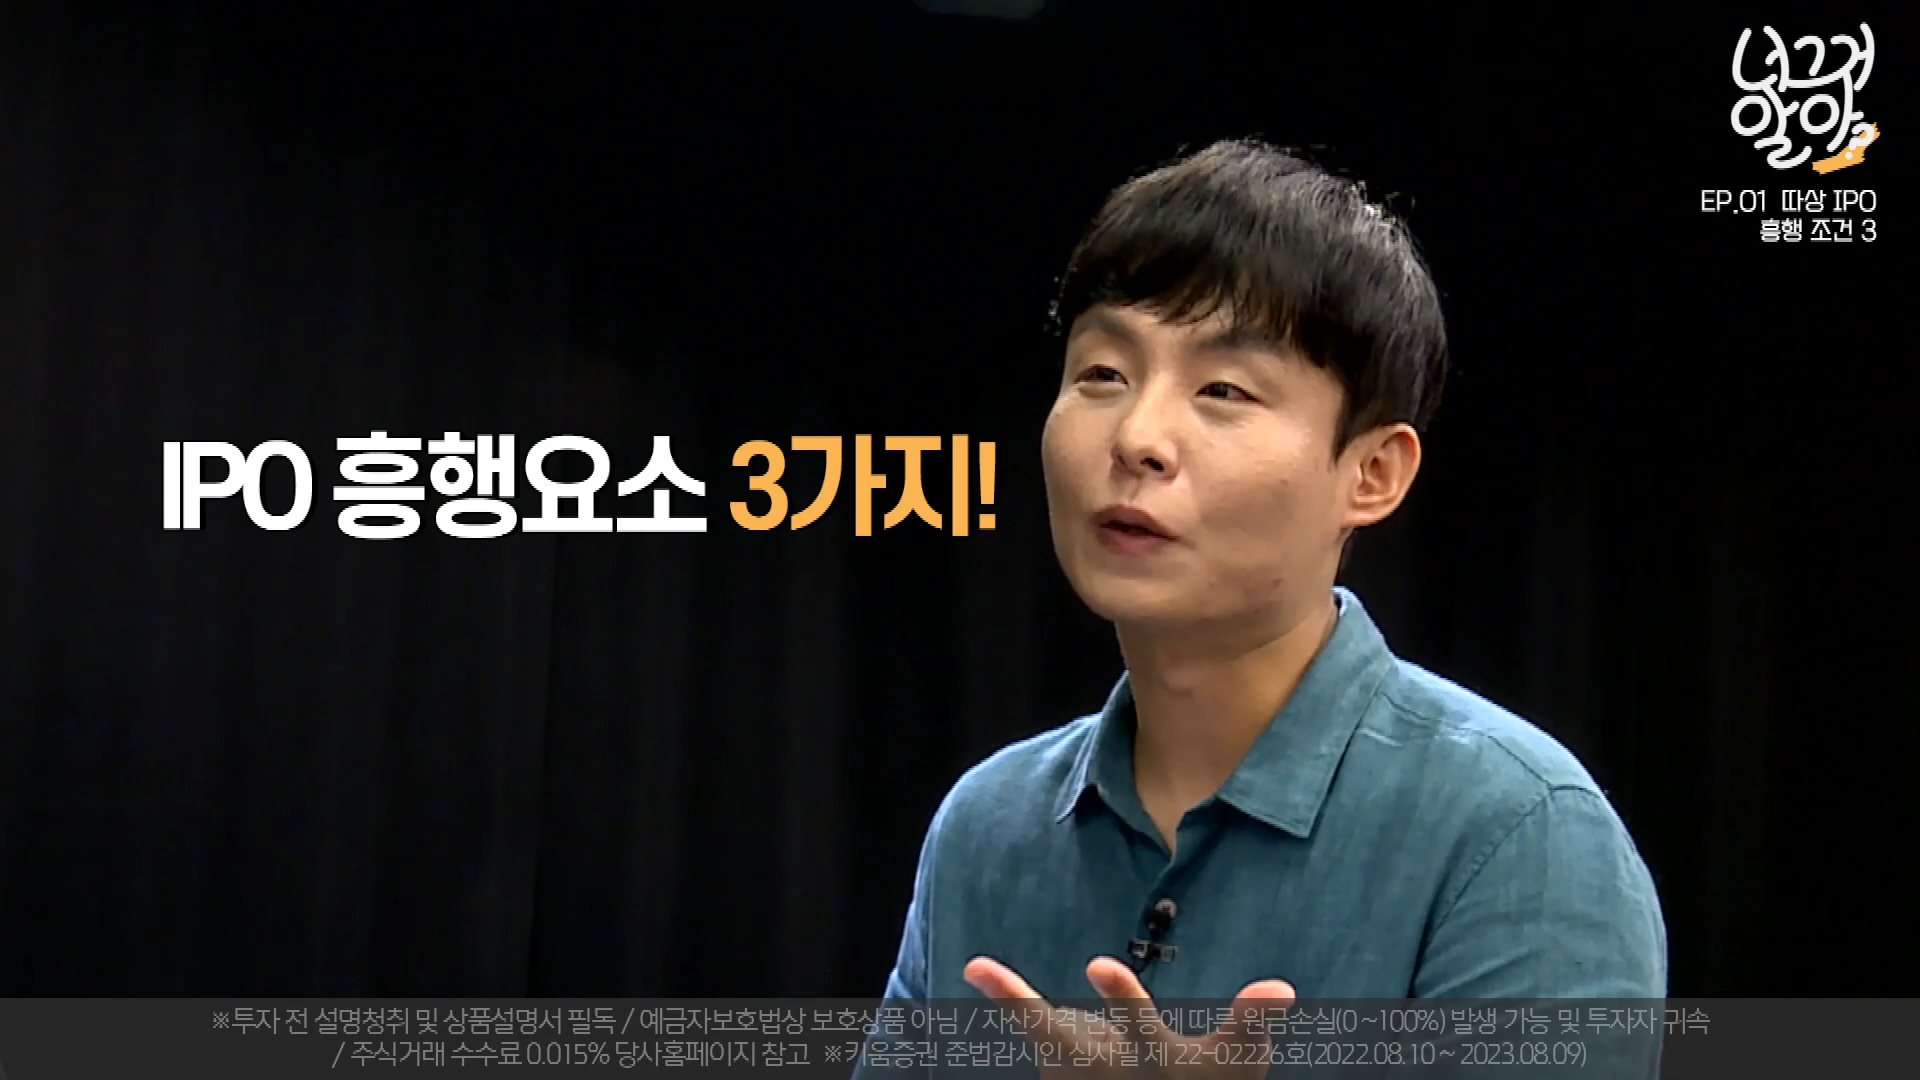 너 그거
알아?
EP.01 따상 IPO
흥행 조건 3
IPO 흥행요소 3가지!
※투자 전 설명청취 및 상품설명서 필독 / 예금자보호법상 보호상품 아님 / 자산가격 변동 등에 따른 원금손실(0~100%) 발생 가능 및 투자자 귀속
/ 주식거래 수수료 0.015% 당사홈페이지 참고 ※키움증권 준법감시인 심사필 제 22-02226호(2022.08.10 ~ 2023.08.09)